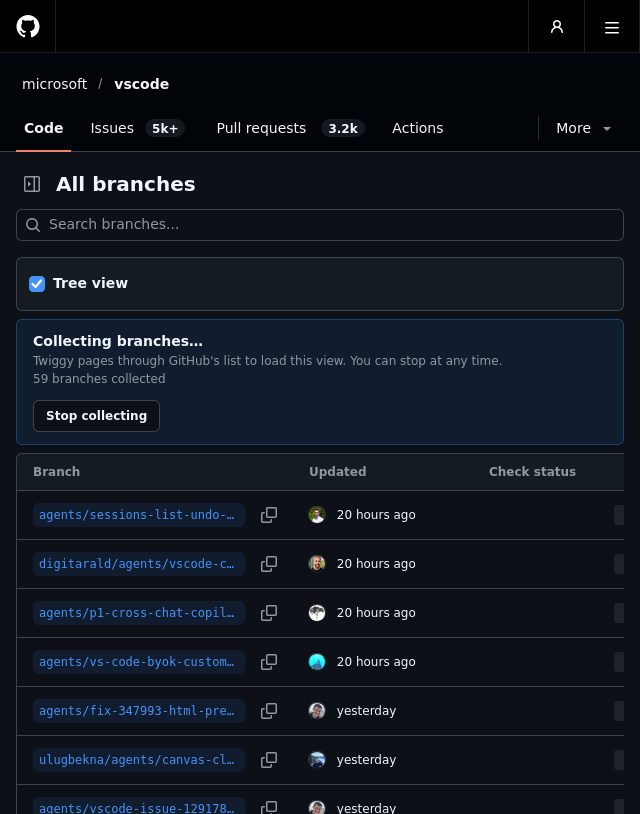 microsoft / vscode
Code Issues 5k+ Pull requests 3.2k Actions More
All branches
Search branches...
Tree view
Collecting branches…
Twiggy pages through GitHub's list to load this view. You can stop at any time.
59 branches collected
Stop collecting
Branch Updated Check status
agents/sessions-list-undo-… 20 hours ago
digitarald/agents/vscode-c… 20 hours ago
agents/p1-cross-chat-copil… 20 hours ago
agents/vs-code-byok-custom… 20 hours ago
agents/fix-347993-html-pre… yesterday
ulugbekna/agents/canvas-cl… yesterday
agents/vscode-issue-129178… yesterday